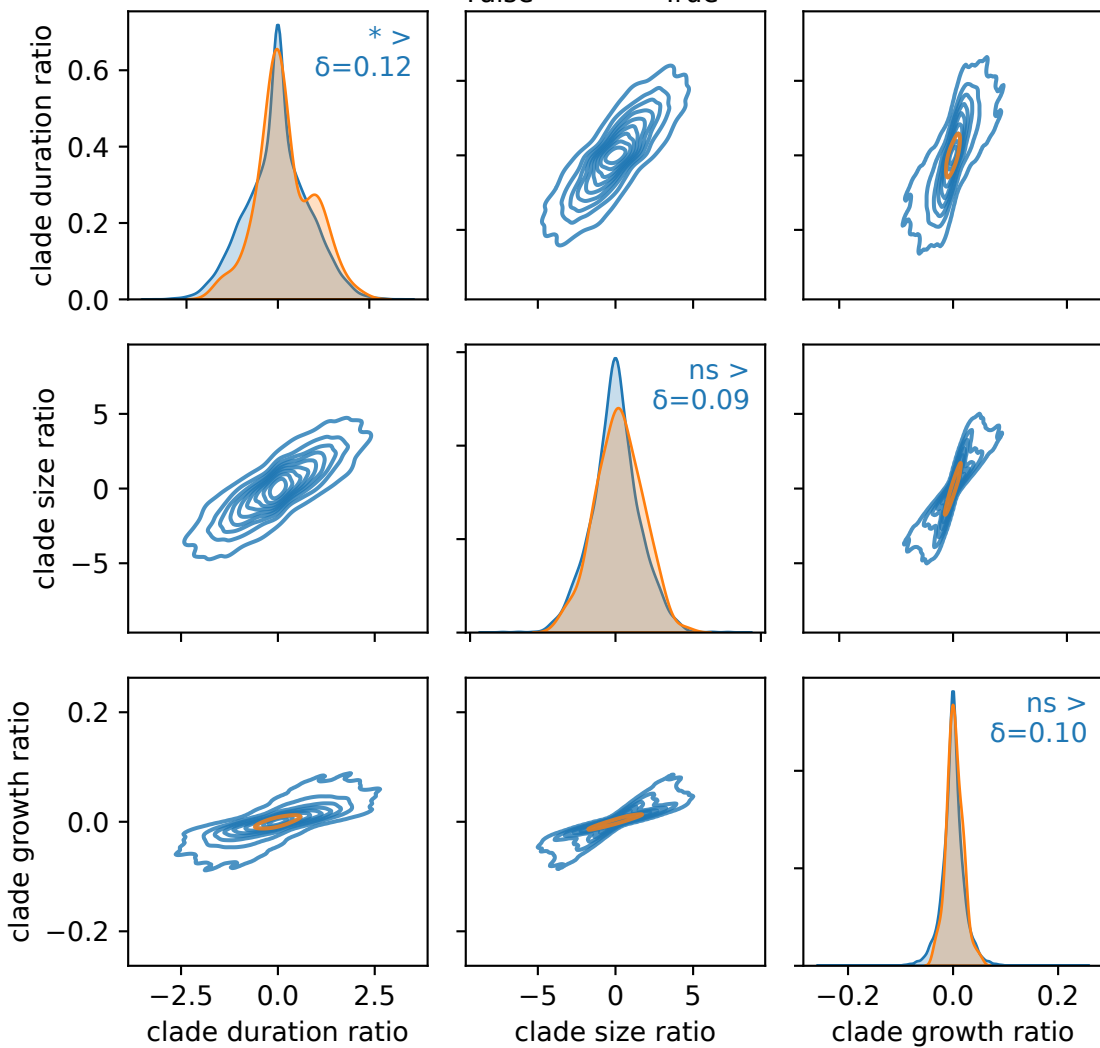 clade duration ratio
0.6
0.4
0.2
0.0
* >
δ=0.12
clade size ratio
5
0
−5
ns >
δ=0.09
clade growth ratio
0.2
0.0
−0.2
ns >
δ=0.10
−2.5 0.0 2.5
−5 0 5
−0.2 0.0 0.2
clade duration ratio
clade size ratio
clade growth ratio